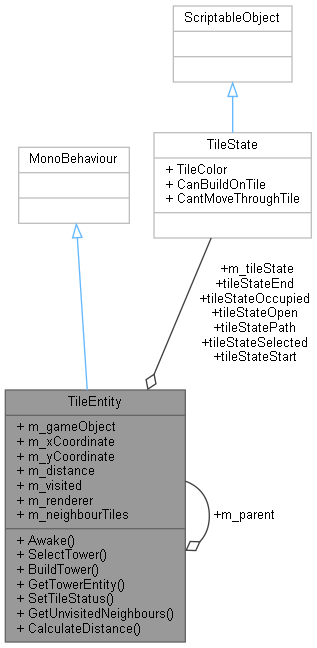 ScriptableObject
TileState
+ TileColor
+ CanBuildOnTile
+ CantMoveThroughTile
MonoBehaviour
+m_tileState
+tileStateEnd
+tileStateOccupied
+tileStateOpen
+tileStatePath
+tileStateSelected
+tileStateStart
TileEntity
+ m_gameObject
+ m_xCoordinate
+ m_yCoordinate
+ m_distance
+ m_visited
+ m_renderer
+ m_neighbourTiles
+ Awake()
+ SelectTower()
+ BuildTower()
+ GetTowerEntity()
+ SetTileStatus()
+ GetUnvisitedNeighbours()
+ CalculateDistance()
+m_parent